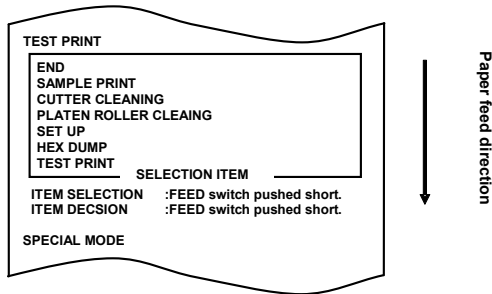 TEST PRINT
END
SAMPLE PRINT
CUTTER CLEANING
PLATEN ROLLER CLEAING
SET UP
HEX DUMP
TEST PRINT
SELECTION ITEM
ITEM SELECTION :FEED switch pushed short.
ITEM DECSION :FEED switch pushed short.
SPECIAL MODE
Paper feed direction